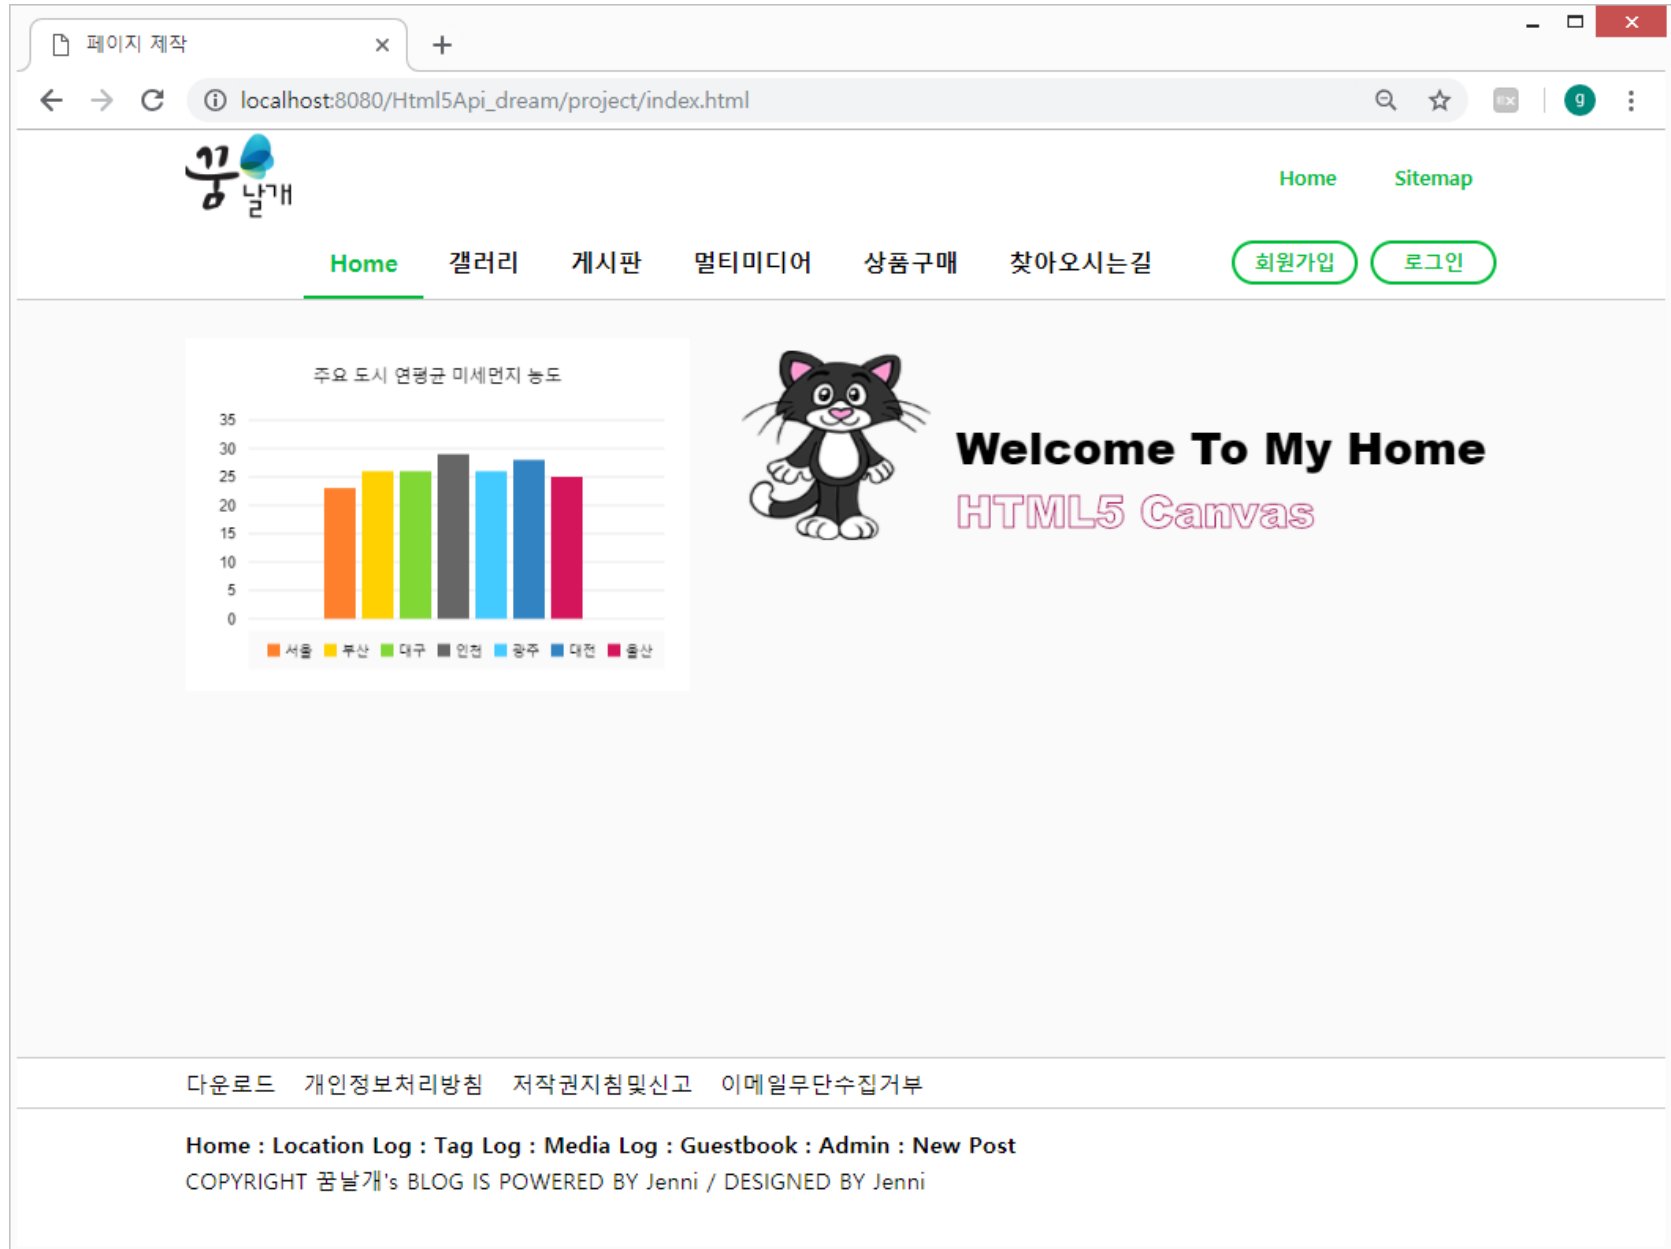 페이지 제작
localhost:8080/Html5Api_dream/project/index.html
g
꿈
날개
Home Sitemap
Home 갤러리 게시판 멀티미디어 상품구매 찾아오시는길 회원가입 로그인
주요 도시 연평균 미세먼지 농도
35
30
25
20
15
10
5
0
서울 부산 대구 인천 광주 대전 울산
Welcome To My Home
HTML5 Canvas
다운로드 개인정보처리방침 저작권지침및신고 이메일무단수집거부
Home : Location Log : Tag Log : Media Log : Guestbook : Admin : New Post
COPYRIGHT 꿈날개's BLOG IS POWERED BY Jenni / DESIGNED BY Jenni